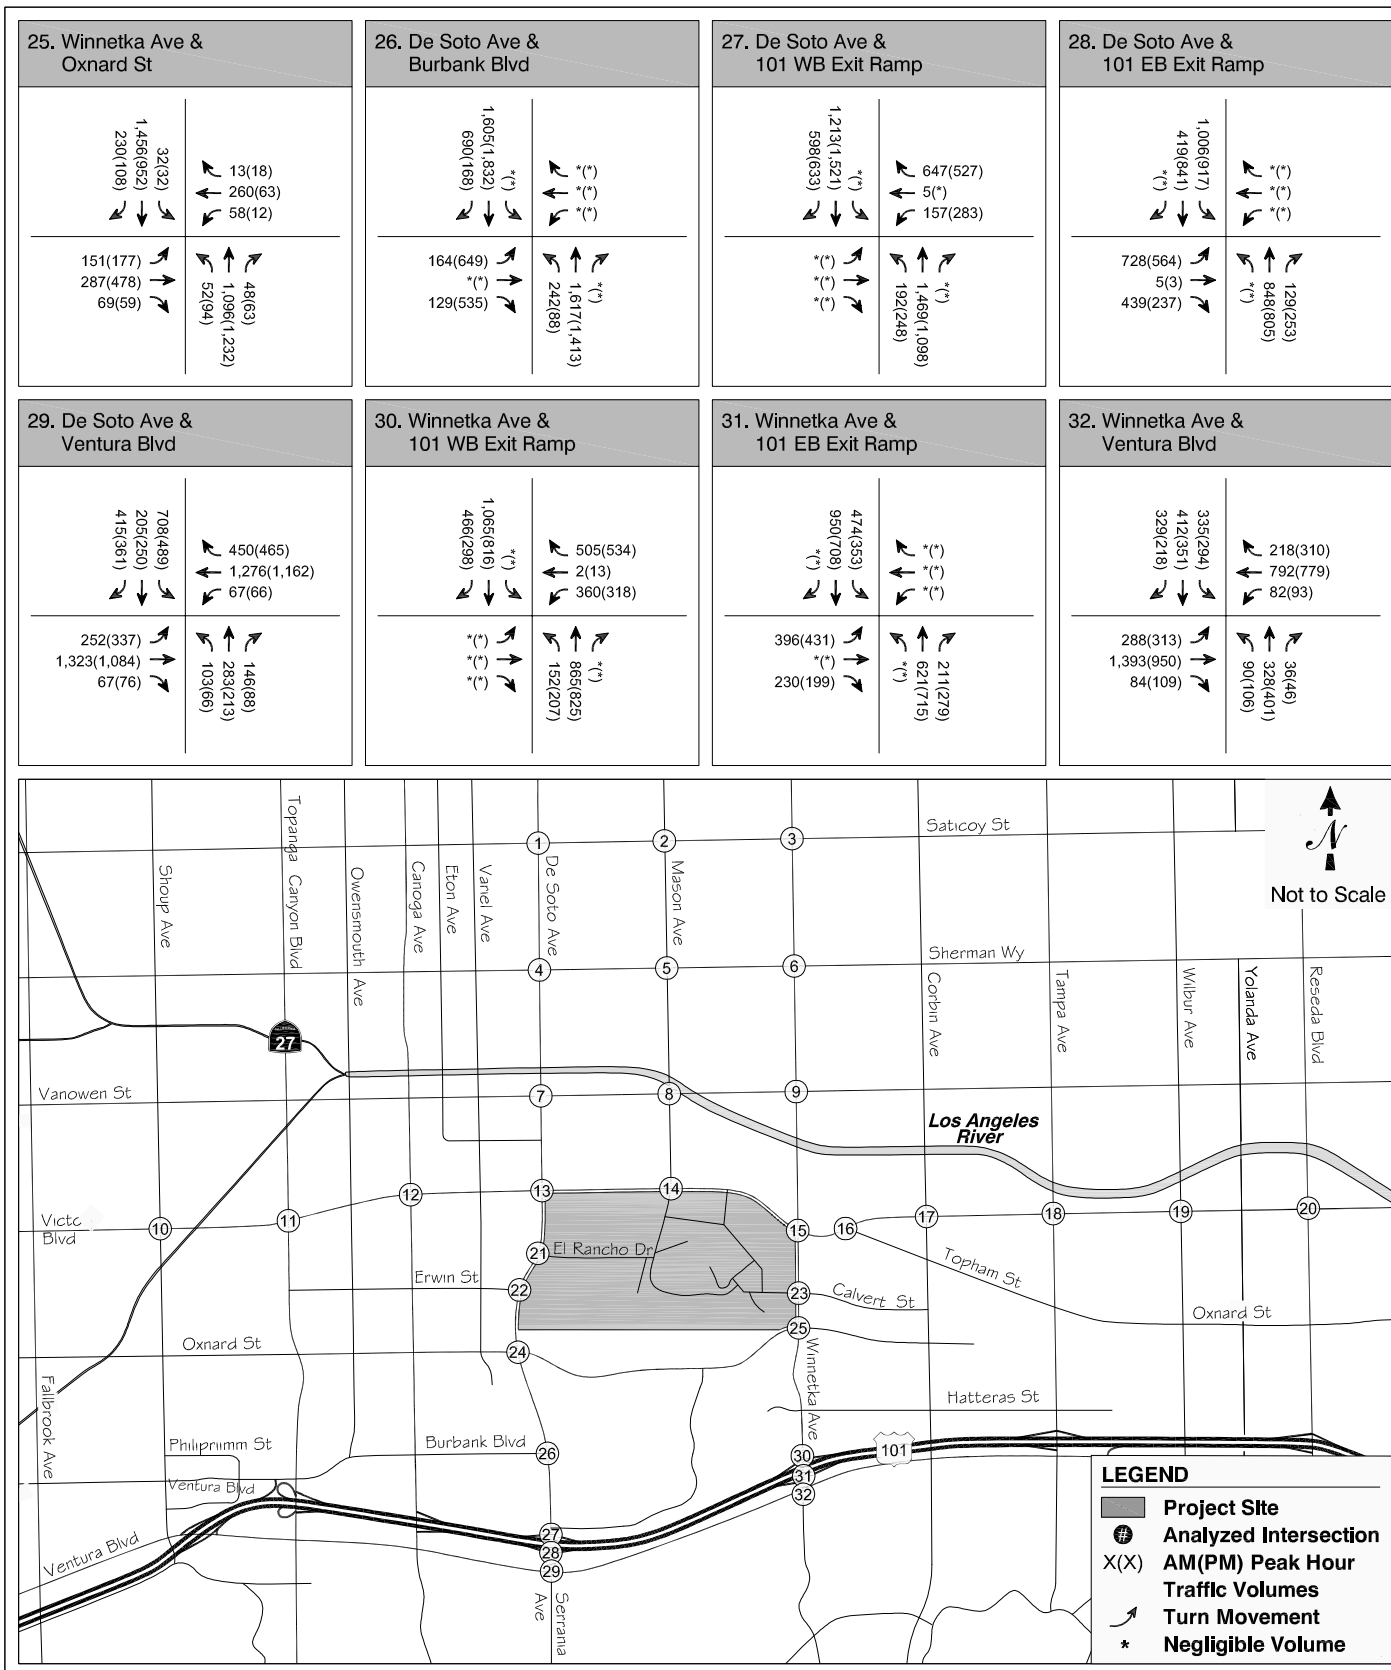 25. Winnetka Ave &
Oxnard St
32(32)
1,456(952)
230(108)
13(18)
260(63)
58(12)
151(177)
287(478)
69(59)
52(94)
1,096(1,232)
48(63)
26. De Soto Ave &
Burbank Blvd
*(*)
1,605(1,832)
690(168)
*(*)
*(*)
*(*)
164(649)
*(*)
129(535)
242(88)
1,617(1,413)
*(*)
27. De Soto Ave &
101 WB Exit Ramp
*(*)
1,213(1,521)
598(633)
647(527)
5(*)
157(283)
*(*)
*(*)
*(*)
192(248)
1,469(1,098)
*(*)
28. De Soto Ave &
101 EB Exit Ramp
1,006(917)
419(841)
*(*)
*(*)
*(*)
*(*)
728(564)
5(3)
439(237)
*(*)
848(805)
129(253)
29. De Soto Ave &
Ventura Blvd
708(489)
205(250)
415(361)
450(465)
1,276(1,162)
67(66)
252(337)
1,323(1,084)
67(76)
103(66)
283(213)
146(88)
30. Winnetka Ave &
101 WB Exit Ramp
*(*)
1,065(816)
466(298)
505(534)
2(13)
360(318)
*(*)
*(*)
*(*)
152(207)
865(825)
*(*)
31. Winnetka Ave &
101 EB Exit Ramp
474(353)
950(708)
*(*)
*(*)
*(*)
*(*)
396(431)
*(*)
230(199)
*(*)
621(715)
211(279)
32. Winnetka Ave &
Ventura Blvd
335(294)
412(351)
329(218)
218(310)
792(779)
82(93)
288(313)
1,393(950)
84(109)
90(106)
328(401)
36(46)
N
Not to Scale
Saticoy St
1
2
3
Shoup Ave
Topanga Canyon Blvd
Owensmouth Ave
Canoga Ave
Eton Ave
Variel Ave
De Soto Ave
Mason Ave
Sherman Wy
4
5
6
Corbin Ave
Tampa Ave
Wilbur Ave
Yolanda Ave
Reseda Blvd
27
Vanowen St
7
8
9
Los Angeles
River
Victc
Blvd
10
11
12
13
14
15
16
17
18
19
20
21
El Rancho Dr
Erwin St
22
23
Calvert St
Topham St
Oxnard St
Oxnard St
24
25
Winnetka Ave
Hatteras St
Fallbrook Ave
Philiprimm St
Burbank Blvd
26
30
101
31
32
Ventura Blvd
Ventura Blvd
27
28
29
Serrania
Ave
LEGEND
Project Site
# Analyzed Intersection
X(X) AM(PM) Peak Hour
Traffic Volumes
Turn Movement
* Negligible Volume